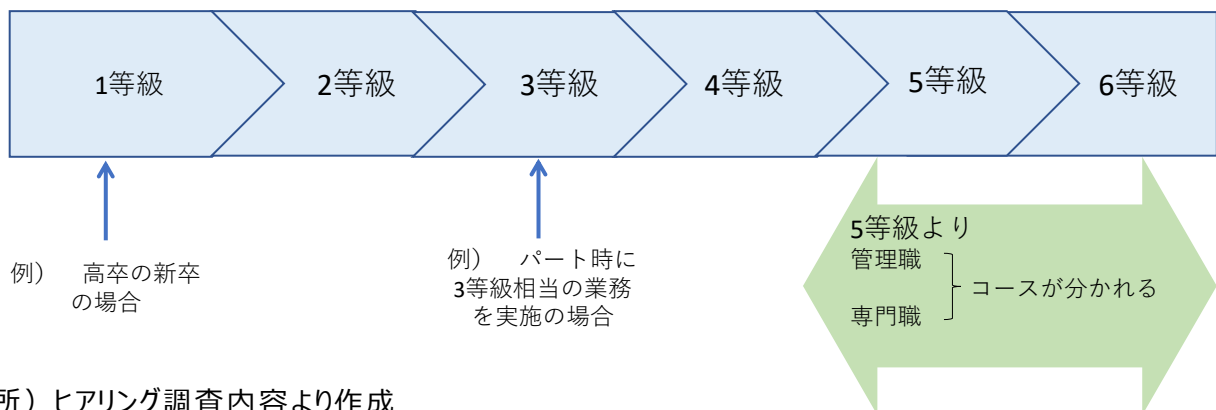 1等級
2等級
3等級
4等級
5等級
6等級
例） 高卒の新卒
の場合
例） パート時に
3等級相当の業務
を実施の場合
5等級より
管理職
コースが分かれる
専門職
所） ヒアリング調査内容より作成